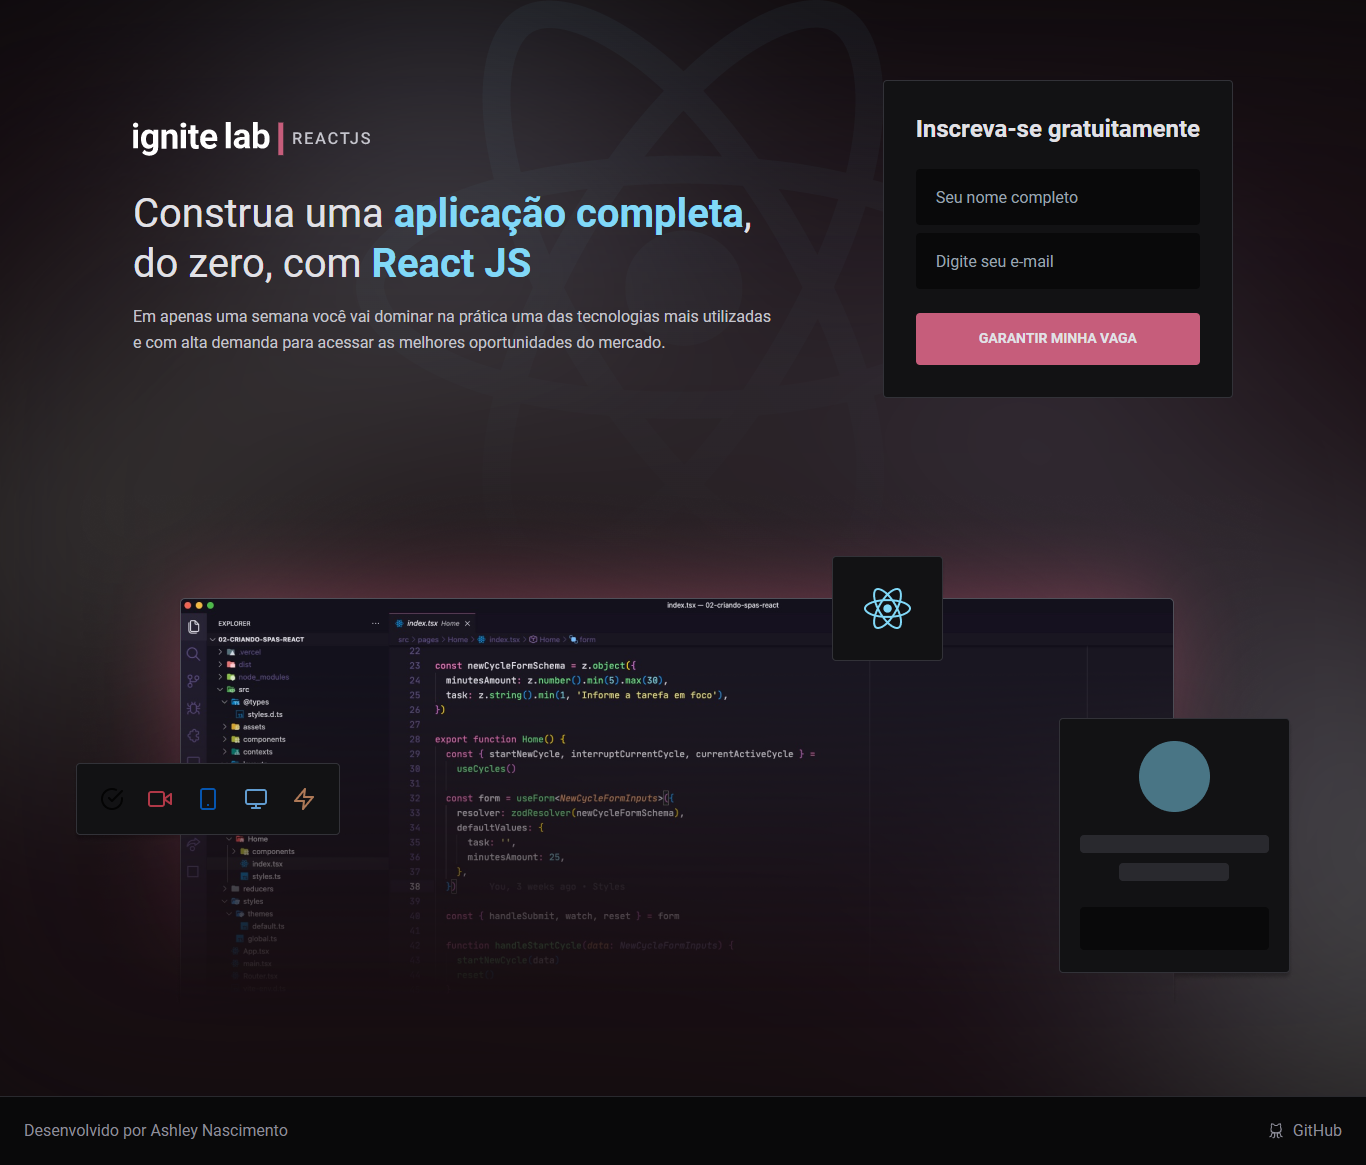 ignite lab | REACTJS
Construa uma aplicação completa,
do zero, com React JS
Em apenas uma semana você vai dominar na prática uma das tecnologias mais utilizadas
e com alta demanda para acessar as melhores oportunidades do mercado.
Inscreva-se gratuitamente
Seu nome completo
Digite seu e-mail
GARANTIR MINHA VAGA
index.tsx — 02-criando-spas-react
EXPLORER ···
02-CRIANDO-SPAS-REACT
.vercel
dist
node_modules
src
@types
styles.d.ts
assets
components
contexts
Home
components
index.tsx
styles.ts
reducers
styles
themes
default.ts
global.ts
App.tsx
main.tsx
index.tsx Home ×
src > pages > Home > index.tsx > Home > form
22
23 const newCycleFormSchema = z.object({
24 minutesAmount: z.number().min(5).max(30),
25 task: z.string().min(1, 'Informe a tarefa em foco'),
26 })
27
28 export function Home() {
29 const { startNewCycle, interruptCurrentCycle, currentActiveCycle } =
30 useCycles()
31
32 const form = useForm<NewCycleFormInputs>({
33 resolver: zodResolver(newCycleFormSchema),
34 defaultValues: {
35 task: '',
36 minutesAmount: 25,
37 },
38 }) You, 3 weeks ago • Styles
39
40 const { handleSubmit, watch, reset } = form
41
42 function handleStartCycle(data: NewCycleFormInputs) {
startNewCycle(data)
reset()
Desenvolvido por Ashley Nascimento
GitHub